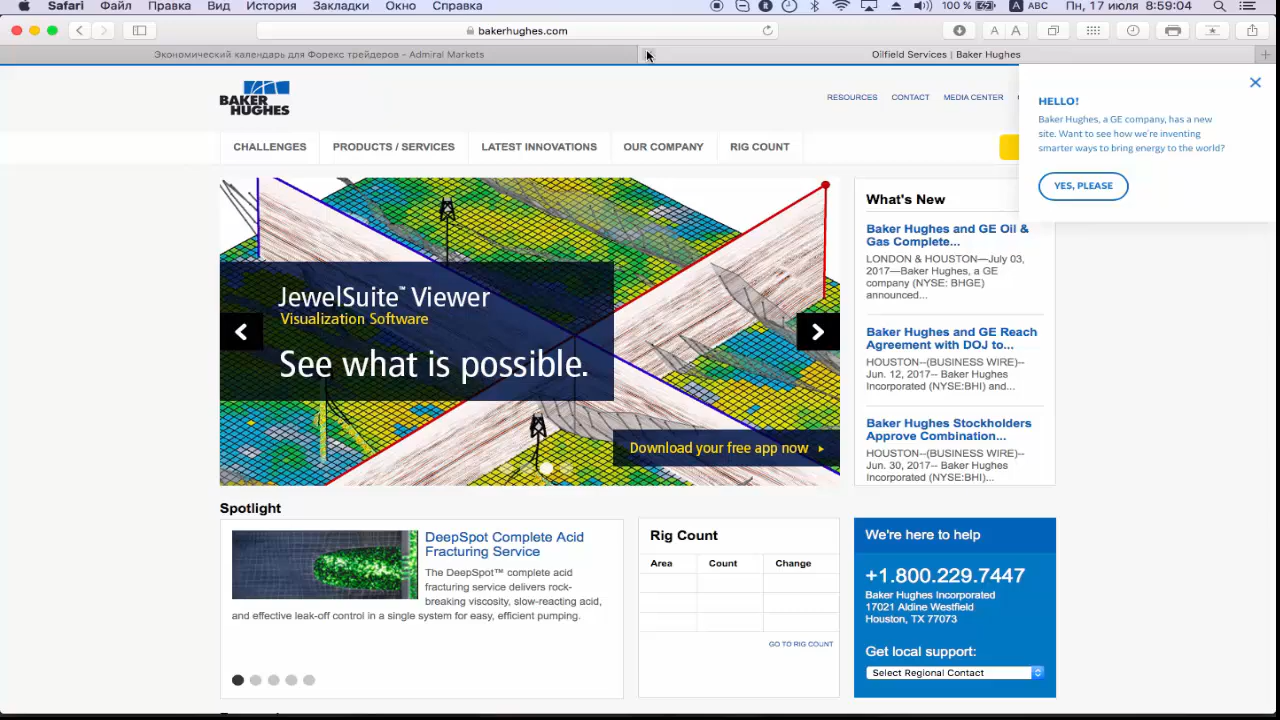 Safari Файл Правка Вид История Закладки Окно Справка 100 % ABC Пн, 17 июля 8:59:04
bakerhughes.com
A A
Экономический календарь для Форекс трейдеров - Admiral Markets
Oilfield Services | Baker Hughes
BAKER
HUGHES
RESOURCES CONTACT MEDIA CENTER
CHALLENGES PRODUCTS / SERVICES LATEST INNOVATIONS OUR COMPANY RIG COUNT
HELLO!
Baker Hughes, a GE company, has a new
site. Want to see how we're inventing
smarter ways to bring energy to the world?
YES, PLEASE
JewelSuite™ Viewer
Visualization Software
See what is possible.
Download your free app now
What's New
Baker Hughes and GE Oil &
Gas Complete...
LONDON & HOUSTON—July 03,
2017—Baker Hughes, a GE
company (NYSE: BHGE)
announced...
Baker Hughes and GE Reach
Agreement with DOJ to...
HOUSTON--(BUSINESS WIRE)--
Jun. 12, 2017-- Baker Hughes
Incorporated (NYSE:BHI) and...
Baker Hughes Stockholders
Approve Combination...
HOUSTON--(BUSINESS WIRE)--
Jun. 30, 2017-- Baker Hughes
Incorporated (NYSE:BHI)...
Spotlight
DeepSpot Complete Acid
Fracturing Service
The DeepSpot™ complete acid
fracturing service delivers rock-
breaking viscosity, slow-reacting acid,
and effective leak-off control in a single system for easy, efficient pumping.
Rig Count
Area Count Change
GO TO RIG COUNT
We're here to help
+1.800.229.7447
Baker Hughes Incorporated
17021 Aldine Westfield
Houston, TX 77073
Get local support:
Select Regional Contact